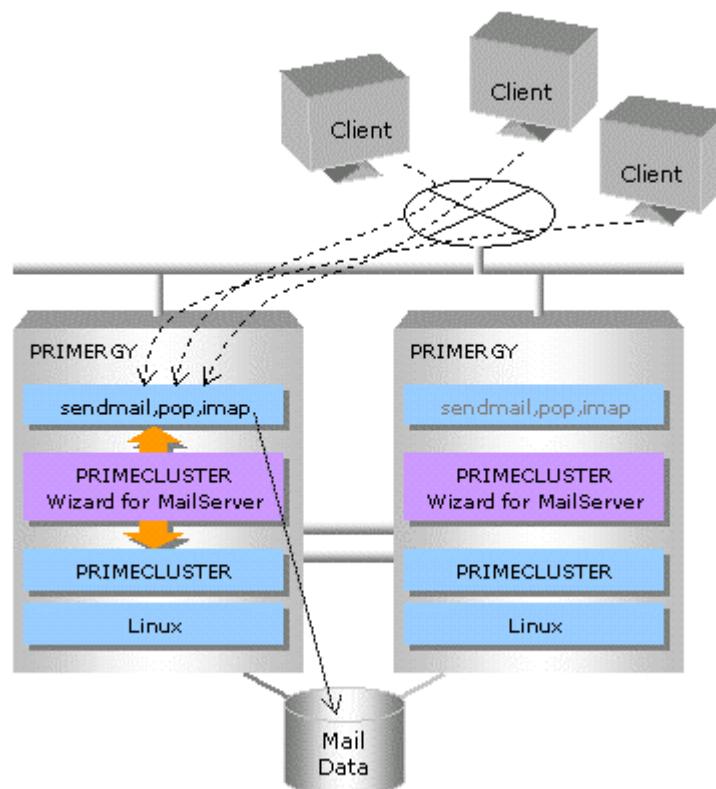 Client
Client
Client
PRIMERGY
sendmail,pop,imap
PRIMECLUSTER
Wizard for MailServer
PRIMECLUSTER
Linux
PRIMERGY
sendmail,pop,imap
PRIMECLUSTER
Wizard for MailServer
PRIMECLUSTER
Linux
Mail
Data